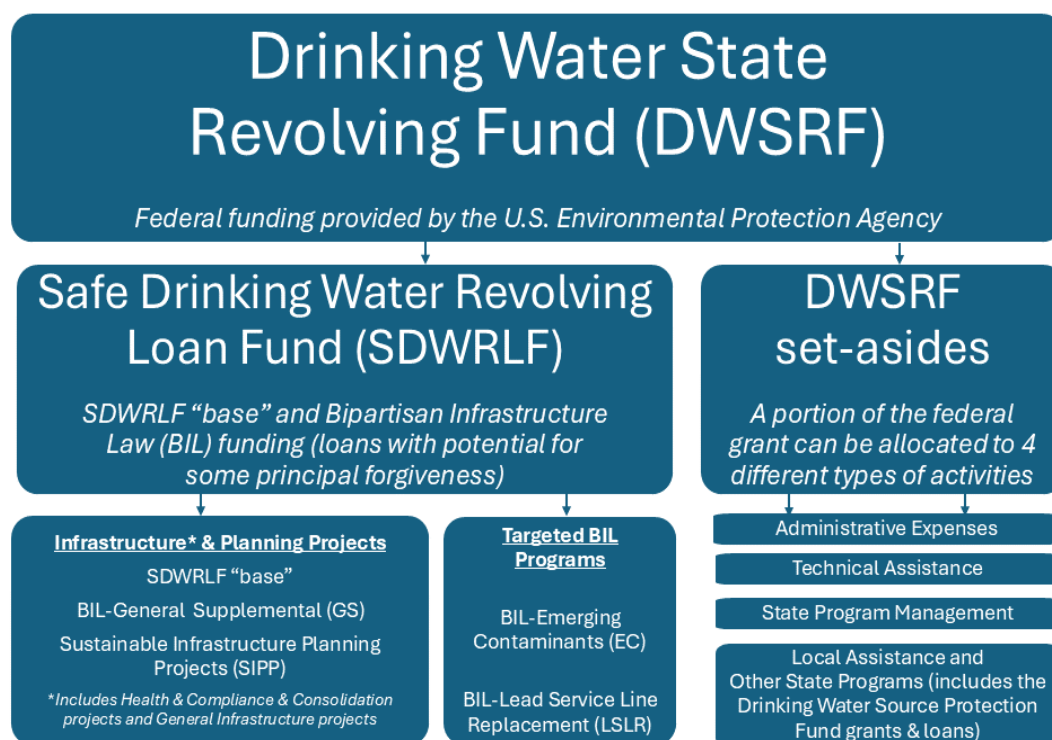 Drinking Water State
Revolving Fund (DWSRF)
Federal funding provided by the U.S. Environmental Protection Agency
Safe Drinking Water Revolving
Loan Fund (SDWRLF)
SDWRLF “base” and Bipartisan Infrastructure
Law (BIL) funding (loans with potential for
some principal forgiveness)
DWSRF
set-asides
A portion of the federal
grant can be allocated to 4
different types of activities
Infrastructure* & Planning Projects
SDWRLF “base”
BIL-General Supplemental (GS)
Sustainable Infrastructure Planning
Projects (SIPP)
*Includes Health & Compliance & Consolidation
projects and General Infrastructure projects
Targeted BIL
Programs
BIL-Emerging
Contaminants (EC)
BIL-Lead Service Line
Replacement (LSLR)
Administrative Expenses
Technical Assistance
State Program Management
Local Assistance and
Other State Programs (includes the
Drinking Water Source Protection
Fund grants & loans)